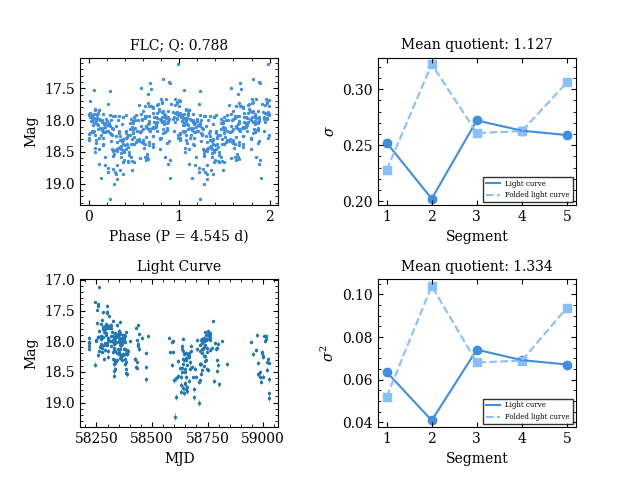 FLC; Q: 0.788
Mag
17.5
18.0
18.5
19.0
0
1
2
Phase (P = 4.545 d)
Mean quotient: 1.127
σ
0.30
0.25
0.20
1
2
3
4
5
Light curve
Folded light curve
Segment
Light Curve
Mag
17.0
17.5
18.0
18.5
19.0
58250
58500
58750
59000
MJD
Mean quotient: 1.334
σ²
0.10
0.08
0.06
0.04
1
2
3
4
5
Light curve
Folded light curve
Segment